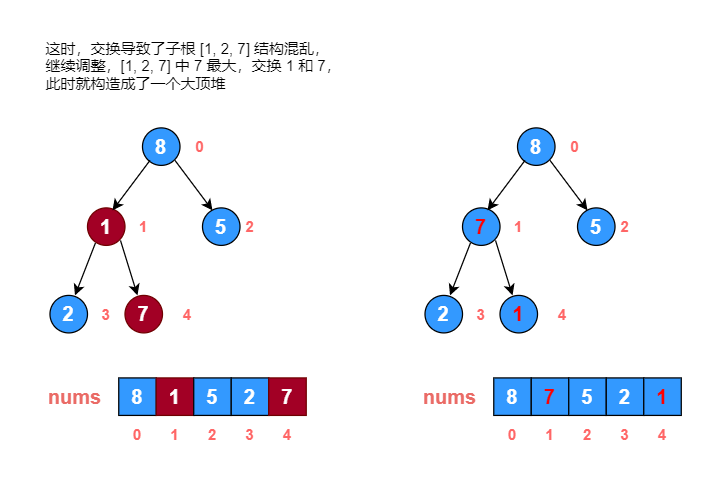 这时，交换导致了子根 [1, 2, 7] 结构混乱，
继续调整，[1, 2, 7] 中 7 最大，交换 1 和 7，
此时就构造成了一个大顶堆
8 0 8 0
1 1 5 2 7 1 5 2
2 3 7 4 2 3 1 4
nums 8 1 5 2 7 nums 8 7 5 2 1
0 1 2 3 4 0 1 2 3 4